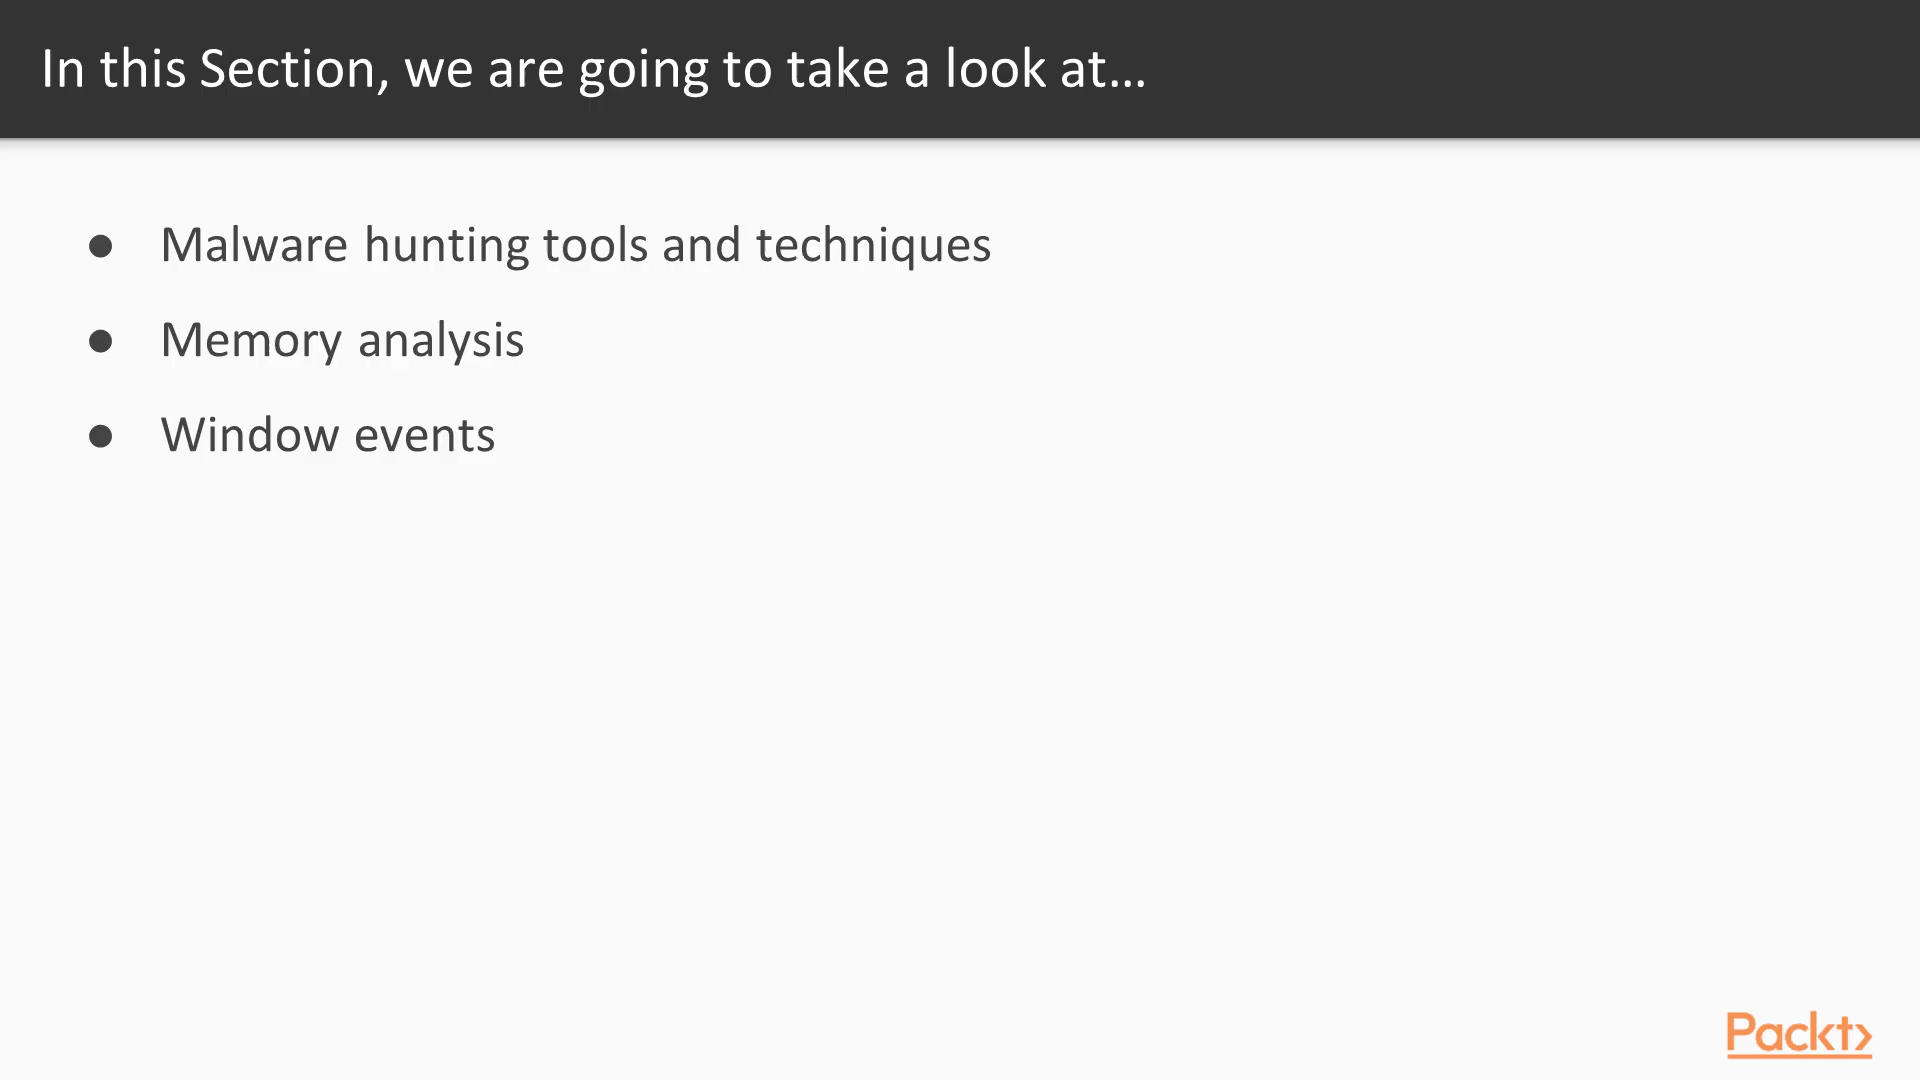 In this Section, we are going to take a look at...
● Malware hunting tools and techniques
● Memory analysis
● Window events
Packt>